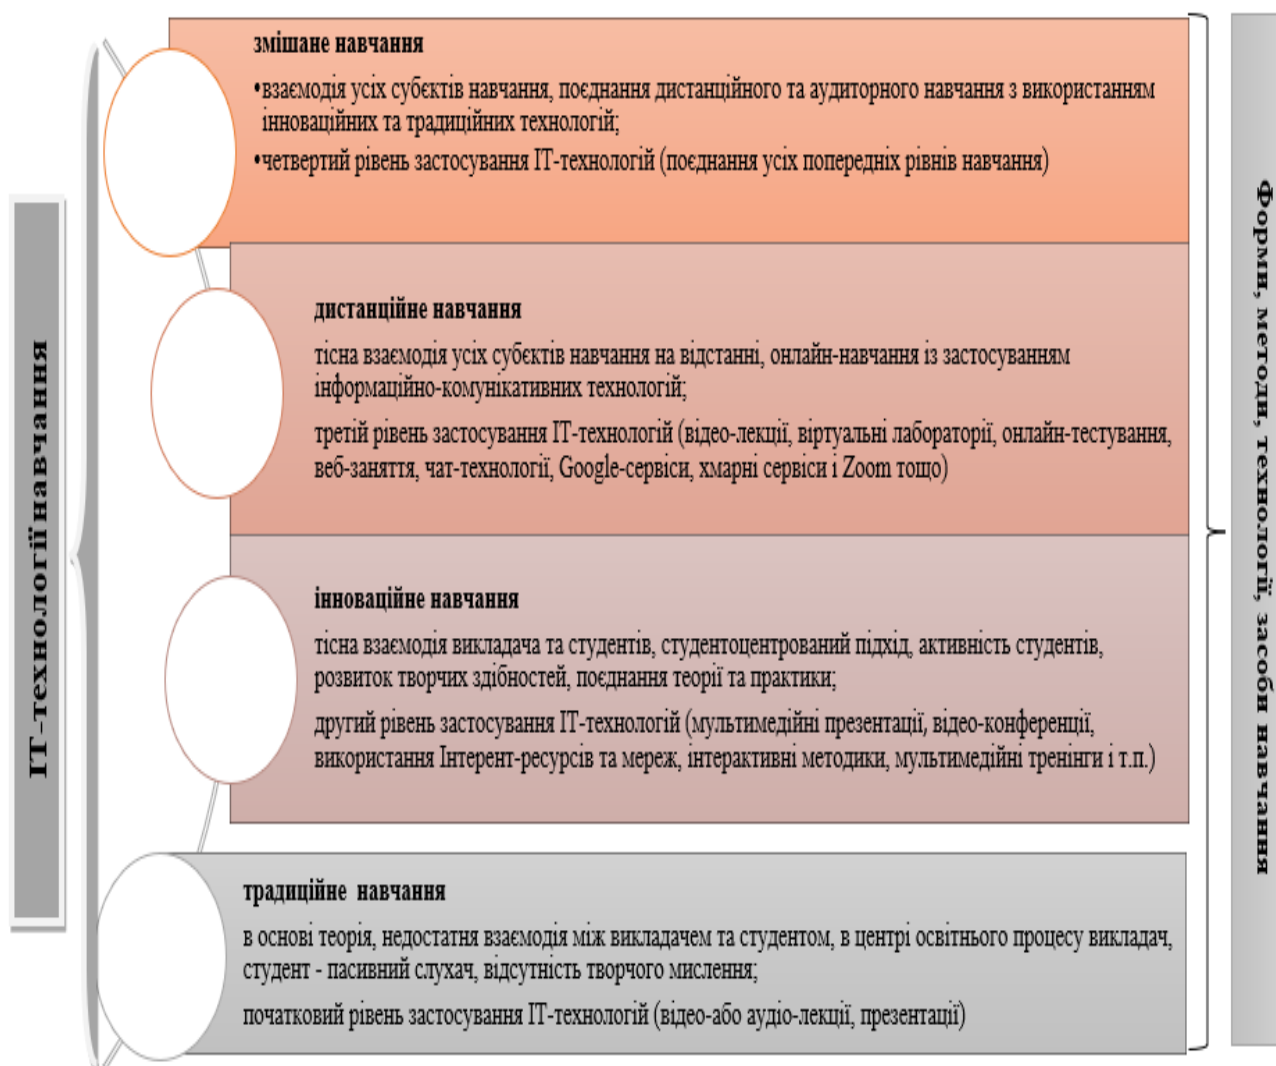 ІТ-технології навчання
змішане навчання
•взаємодія усіх субєктів навчання, поєднання дистанційного та аудиторного навчання з використанням
інноваційних та традиційних технологій;
•четвертий рівень застосування ІТ-технологій (поєднання усіх попередніх рівнів навчання)
дистанційне навчання
тісна взаємодія усіх субєктів навчання на відстанні, онлайн-навчання із застосуванням
інформаційно-комунікативних технологій;
третій рівень застосування ІТ-технологій (відео-лекції, віртуальні лабораторії, онлайн-тестування,
веб-заняття, чат-технології, Google-сервіси, хмарні сервіси і Zoom тощо)
інноваційне навчання
тісна взаємодія викладача та студентів, студентоцентрований підхід, активність студентів,
розвиток творчих здібностей, поєднання теорії та практики;
другий рівень застосування ІТ-технологій (мультимедійні презентації, відео-конференції,
використання Інтерент-ресурсів та мереж, інтерактивні методики, мультимедійні тренінги і т.п.)
традиційне навчання
в основі теорія, недостатня взаємодія між викладачем та студентом, в центрі освітнього процесу викладач,
студент - пасивний слухач, відсутність творчого мислення;
початковий рівень застосування ІТ-технологій (відео-або аудіо-лекції, презентації)
Форми, методи, технології, засоби навчання